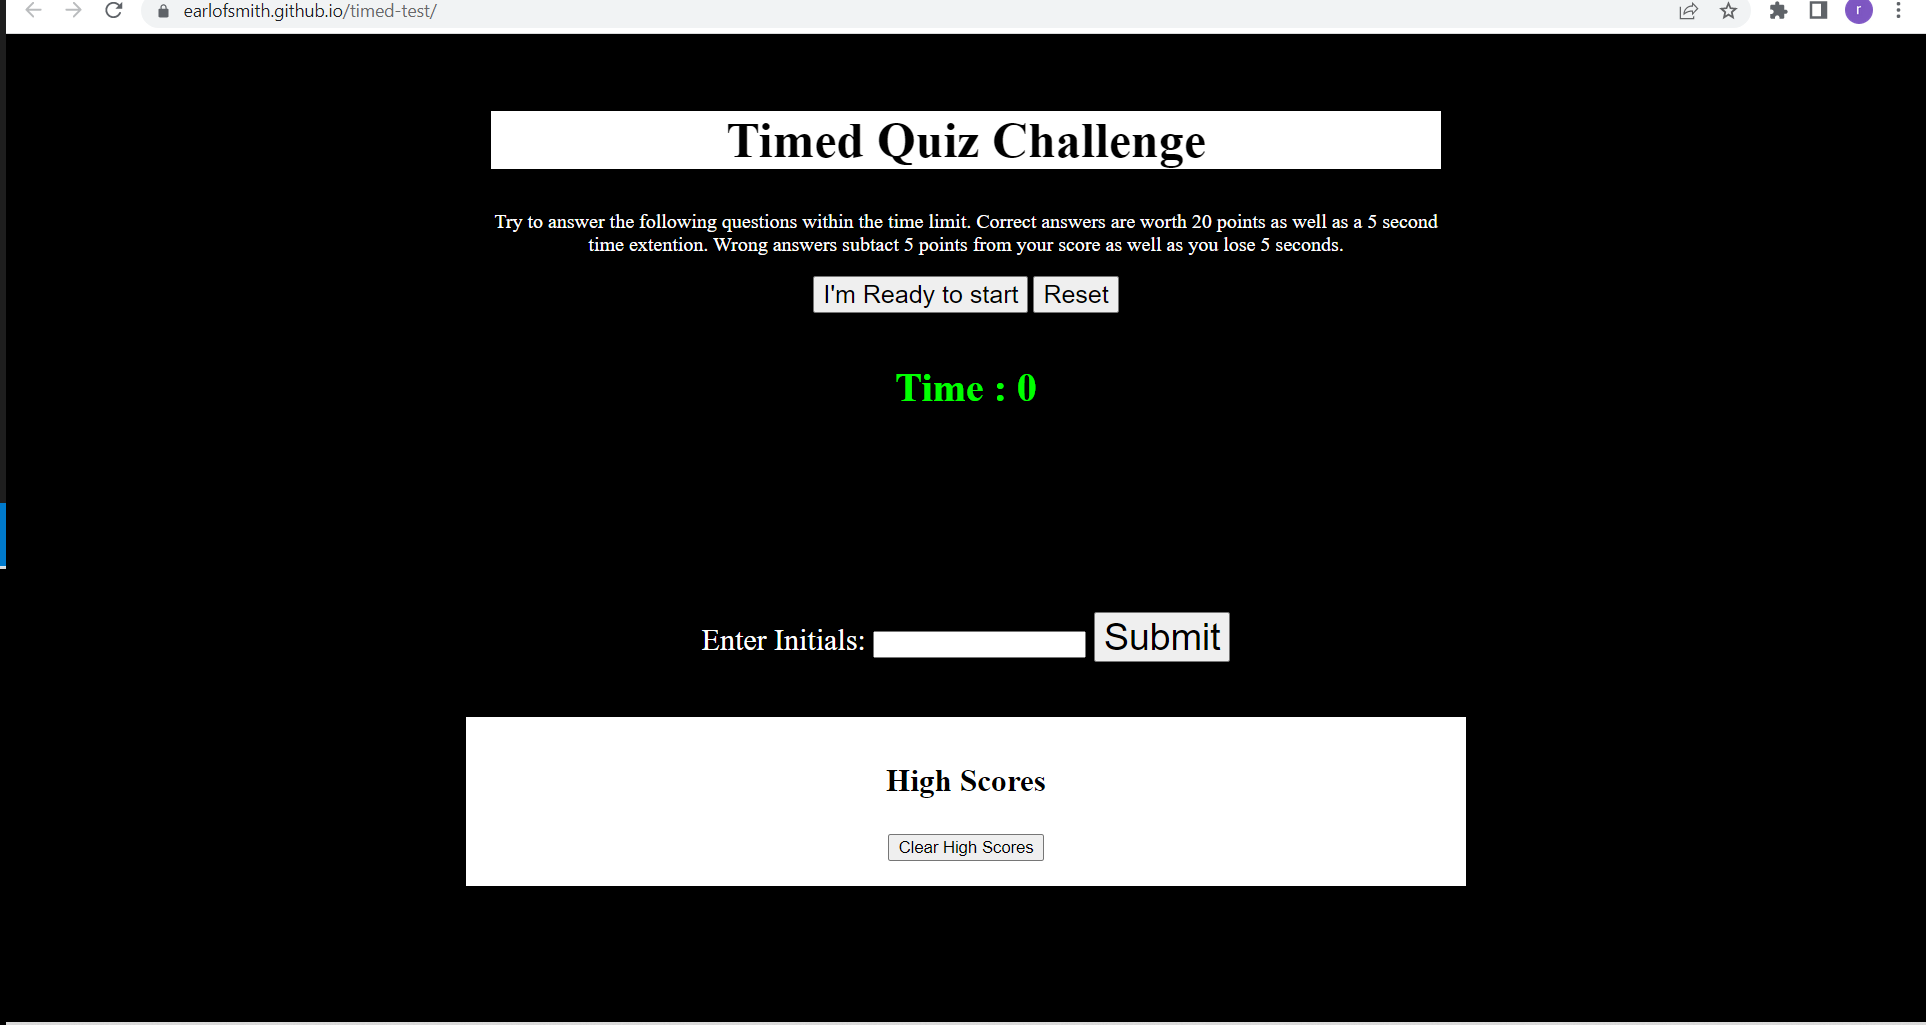 earlofsmith.github.io/timed-test/
r
Timed Quiz Challenge
Try to answer the following questions within the time limit. Correct answers are worth 20 points as well as a 5 second
time extention. Wrong answers subtact 5 points from your score as well as you lose 5 seconds.
I'm Ready to start Reset
Time : 0
Enter Initials: Submit
High Scores
Clear High Scores